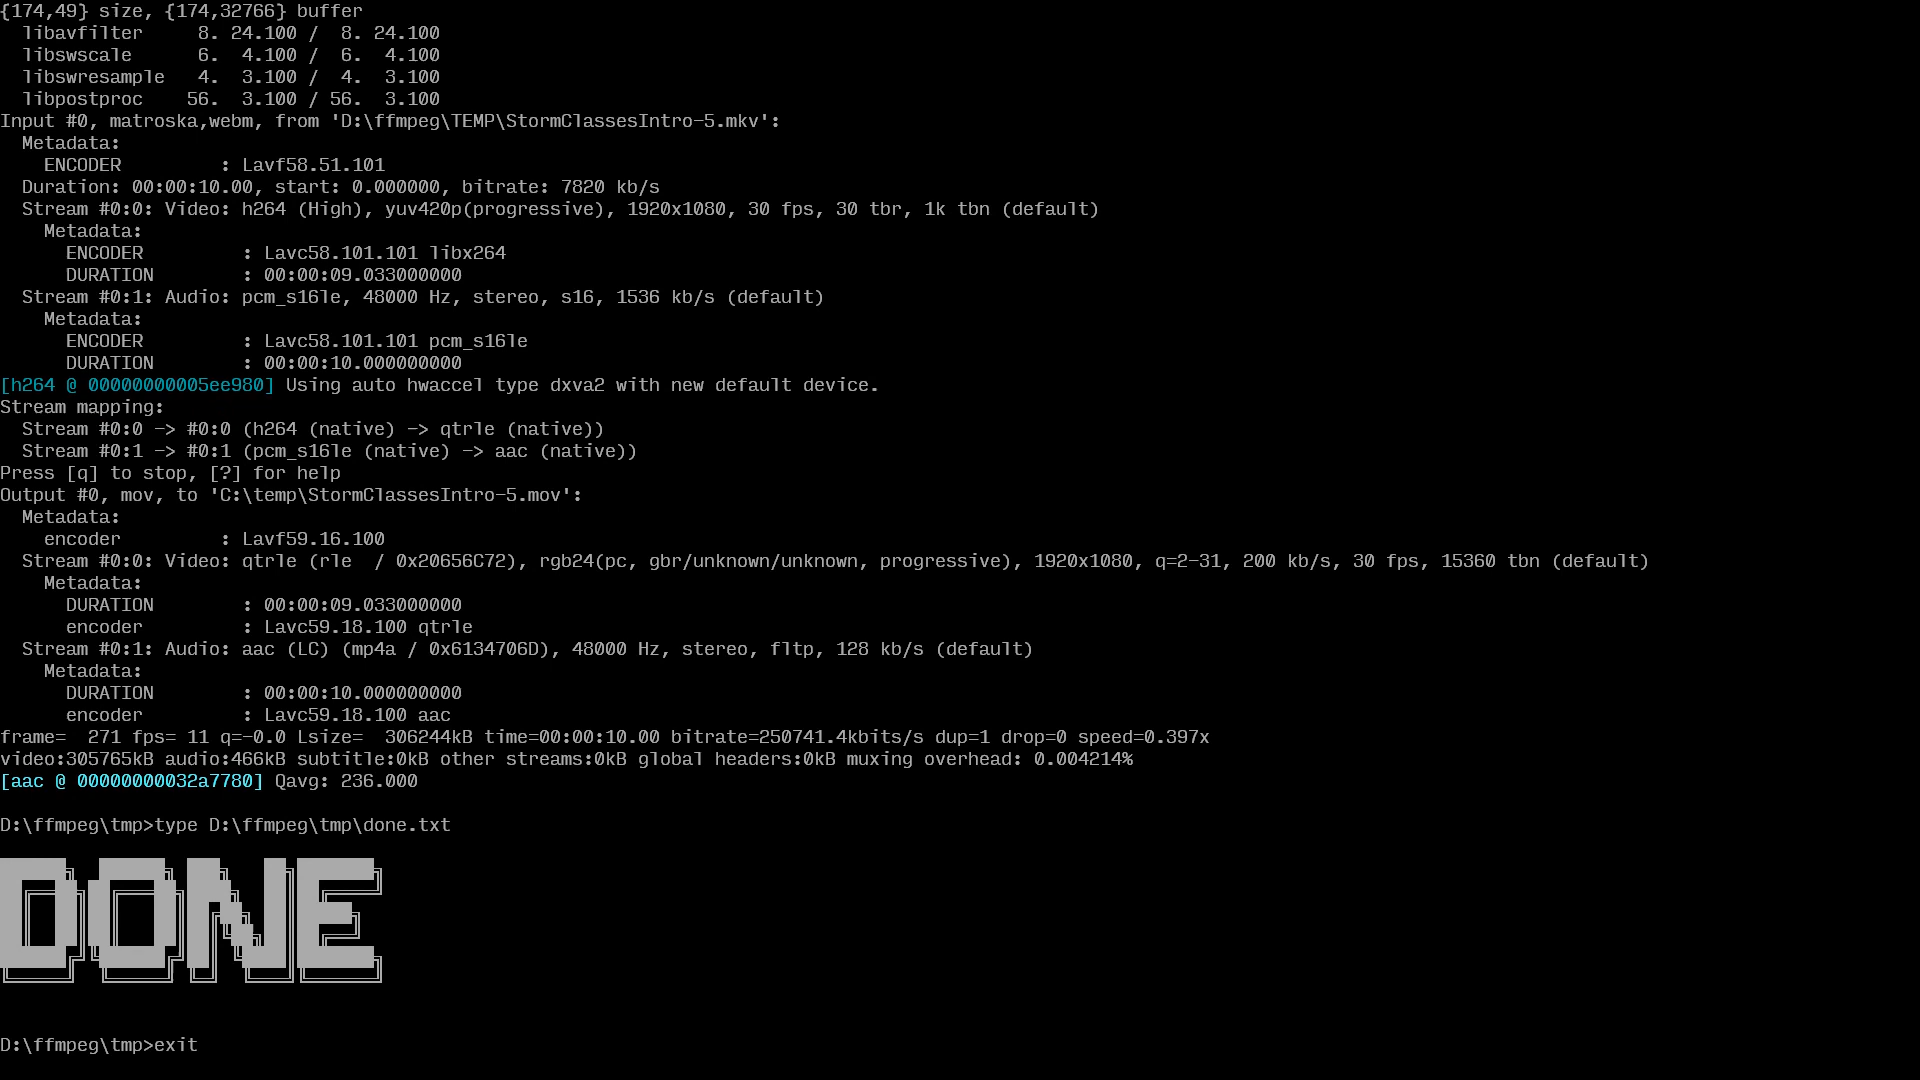 {174,49} size, {174,32766} buffer
  libavfilter     8. 24.100 /  8. 24.100
  libswscale      6.  4.100 /  6.  4.100
  libswresample   4.  3.100 /  4.  3.100
  libpostproc    56.  3.100 / 56.  3.100
Input #0, matroska,webm, from 'D:\ffmpeg\TEMP\StormClassesIntro-5.mkv':
  Metadata:
    ENCODER         : Lavf58.51.101
  Duration: 00:00:10.00, start: 0.000000, bitrate: 7820 kb/s
  Stream #0:0: Video: h264 (High), yuv420p(progressive), 1920x1080, 30 fps, 30 tbr, 1k tbn (default)
    Metadata:
      ENCODER         : Lavc58.101.101 libx264
      DURATION        : 00:00:09.033000000
  Stream #0:1: Audio: pcm_s16le, 48000 Hz, stereo, s16, 1536 kb/s (default)
    Metadata:
      ENCODER         : Lavc58.101.101 pcm_s16le
      DURATION        : 00:00:10.000000000
[h264 @ 00000000005ee980] Using auto hwaccel type dxva2 with new default device.
Stream mapping:
  Stream #0:0 -> #0:0 (h264 (native) -> qtrle (native))
  Stream #0:1 -> #0:1 (pcm_s16le (native) -> aac (native))
Press [q] to stop, [?] for help
Output #0, mov, to 'C:\temp\StormClassesIntro-5.mov':
  Metadata:
    encoder         : Lavf59.16.100
  Stream #0:0: Video: qtrle (rle  / 0x20656C72), rgb24(pc, gbr/unknown/unknown, progressive), 1920x1080, q=2-31, 200 kb/s, 30 fps, 15360 tbn (default)
    Metadata:
      DURATION        : 00:00:09.033000000
      encoder         : Lavc59.18.100 qtrle
  Stream #0:1: Audio: aac (LC) (mp4a / 0x6134706D), 48000 Hz, stereo, fltp, 128 kb/s (default)
    Metadata:
      DURATION        : 00:00:10.000000000
      encoder         : Lavc59.18.100 aac
frame=  271 fps= 11 q=-0.0 Lsize=  306244kB time=00:00:10.00 bitrate=250741.4kbits/s dup=1 drop=0 speed=0.397x
video:305765kB audio:466kB subtitle:0kB other streams:0kB global headers:0kB muxing overhead: 0.004214%
[aac @ 00000000032a7780] Qavg: 236.000
D:\ffmpeg\tmp>type D:\ffmpeg\tmp\done.txt
DONE
D:\ffmpeg\tmp>exit